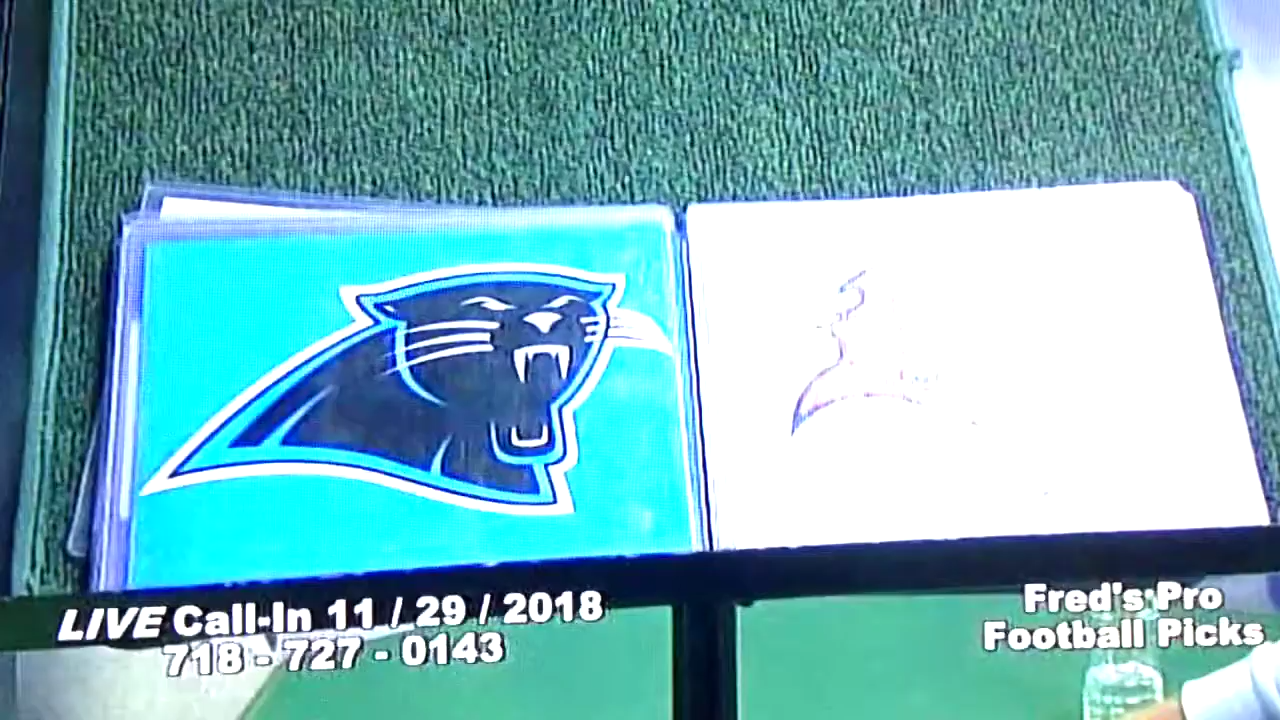 LIVE Call-In 11 / 29 / 2018
718 - 727 - 0143
Fred's Pro
Football Picks